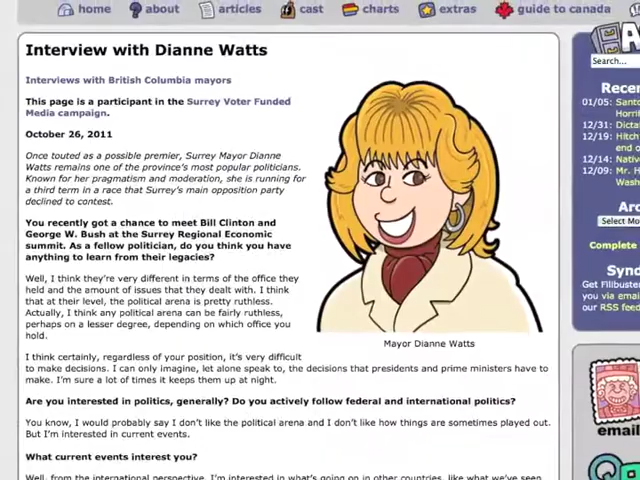 home about articles cast charts extras guide to canada
Interview with Dianne Watts
Interviews with British Columbia mayors
This page is a participant in the Surrey Voter Funded
Media campaign.
October 26, 2011
Once touted as a possible premier, Surrey Mayor Dianne
Watts remains one of the province's most popular politicians.
Known for her pragmatism and moderation, she is running for
a third term in a race that Surrey's main opposition party
declined to contest.
You recently got a chance to meet Bill Clinton and
George W. Bush at the Surrey Regional Economic
summit. As a fellow politician, do you think you have
anything to learn from their legacies?
Well, I think they're very different in terms of the office they
held and the amount of issues that they dealt with. I think
that at their level, the political arena is pretty ruthless.
Actually, I think any political arena can be fairly ruthless,
perhaps on a lesser degree, depending on which office you
hold.
Mayor Dianne Watts
I think certainly, regardless of your position, it's very difficult
to make decisions. I can only imagine, let alone speak to, the decisions that presidents and prime ministers have to
make. I'm sure a lot of times it keeps them up at night.
Are you interested in politics, generally? Do you actively follow federal and international politics?
You know, I would probably say I don't like the political arena and I don't like how things are sometimes played out.
But I'm interested in current events.
What current events interest you?
Well, from the international perspective, I'm interested in what's going on in other countries, like what we've seen
Search...
Recen
01/05: Santo
Horrif
12/31: Dictat
12/19: Hitch
end o
12/14: Nativ
12/09: Mr. H
Wash
Ar
Select Mo
Complete
Synd
Get Filibuste
you via emai
our RSS feed
email